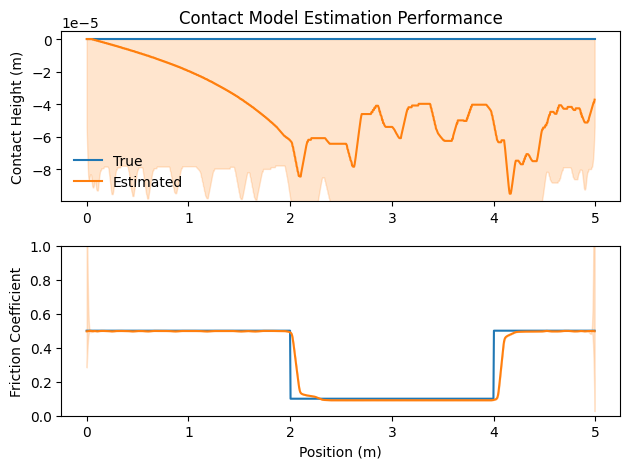 Contact Model Estimation Performance
1e−5
0
−2
−4
−6
−8
Contact Height (m)
True
Estimated
0 1 2 3 4 5
1.0
0.8
0.6
0.4
0.2
0.0
Friction Coefficient
0 1 2 3 4 5
Position (m)